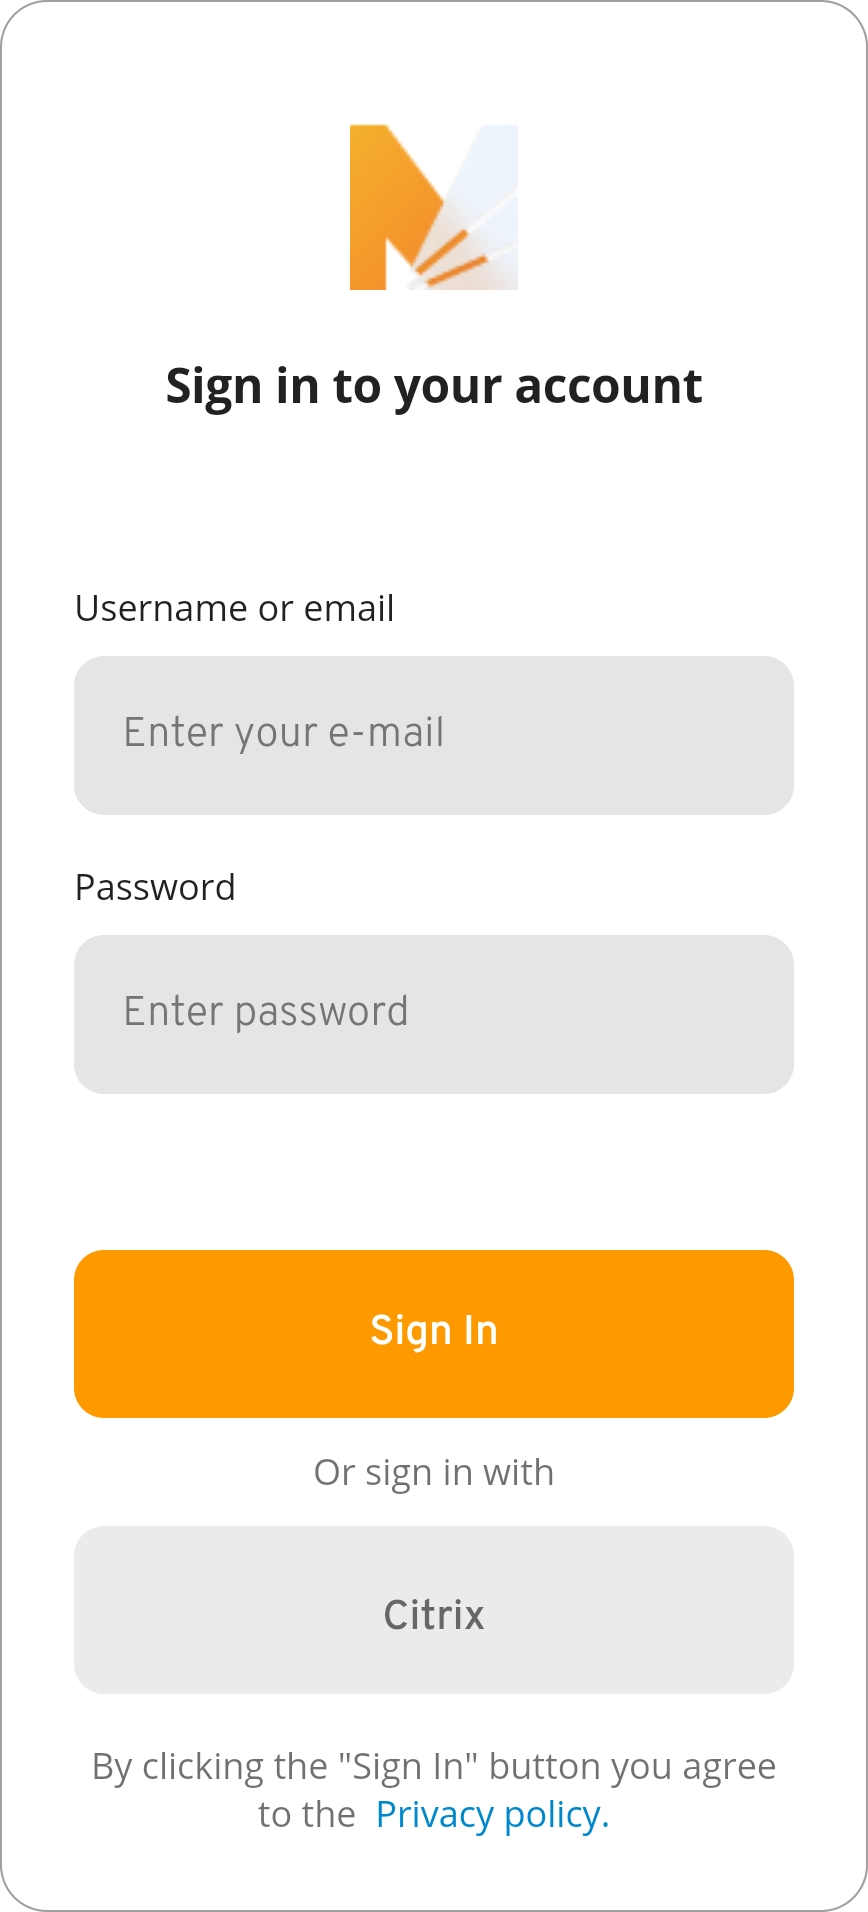 Sign in to your account
Username or email
Enter your e-mail
Password
Enter password
Sign In
Or sign in with
Citrix
By clicking the "Sign In" button you agree
to the Privacy policy.